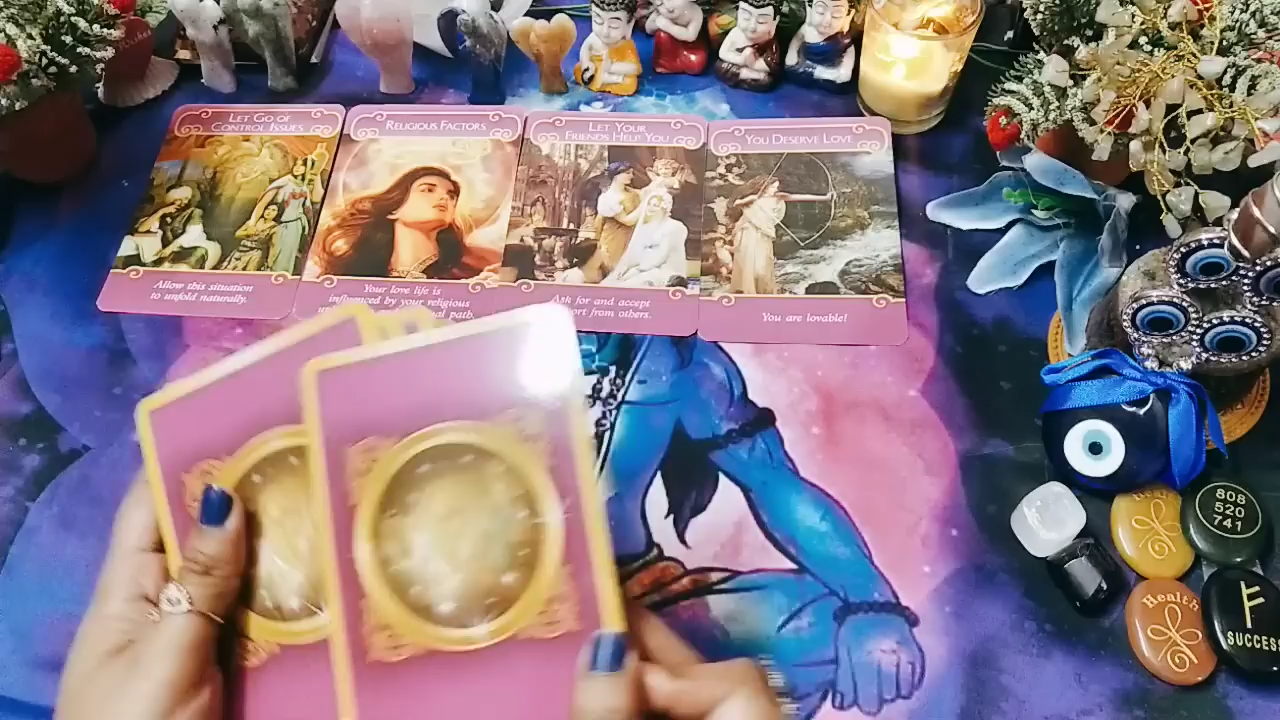 LET GO OF
CONTROL ISSUES
Allow this situation
to unfold naturally.
RELIGIOUS FACTORS
Your love life is
influenced by your religious
path.
LET YOUR
FRIENDS HELP YOU
Ask for and accept
from others.
YOU DESERVE LOVE
You are lovable!
808
520
741
Health
SUCCESS